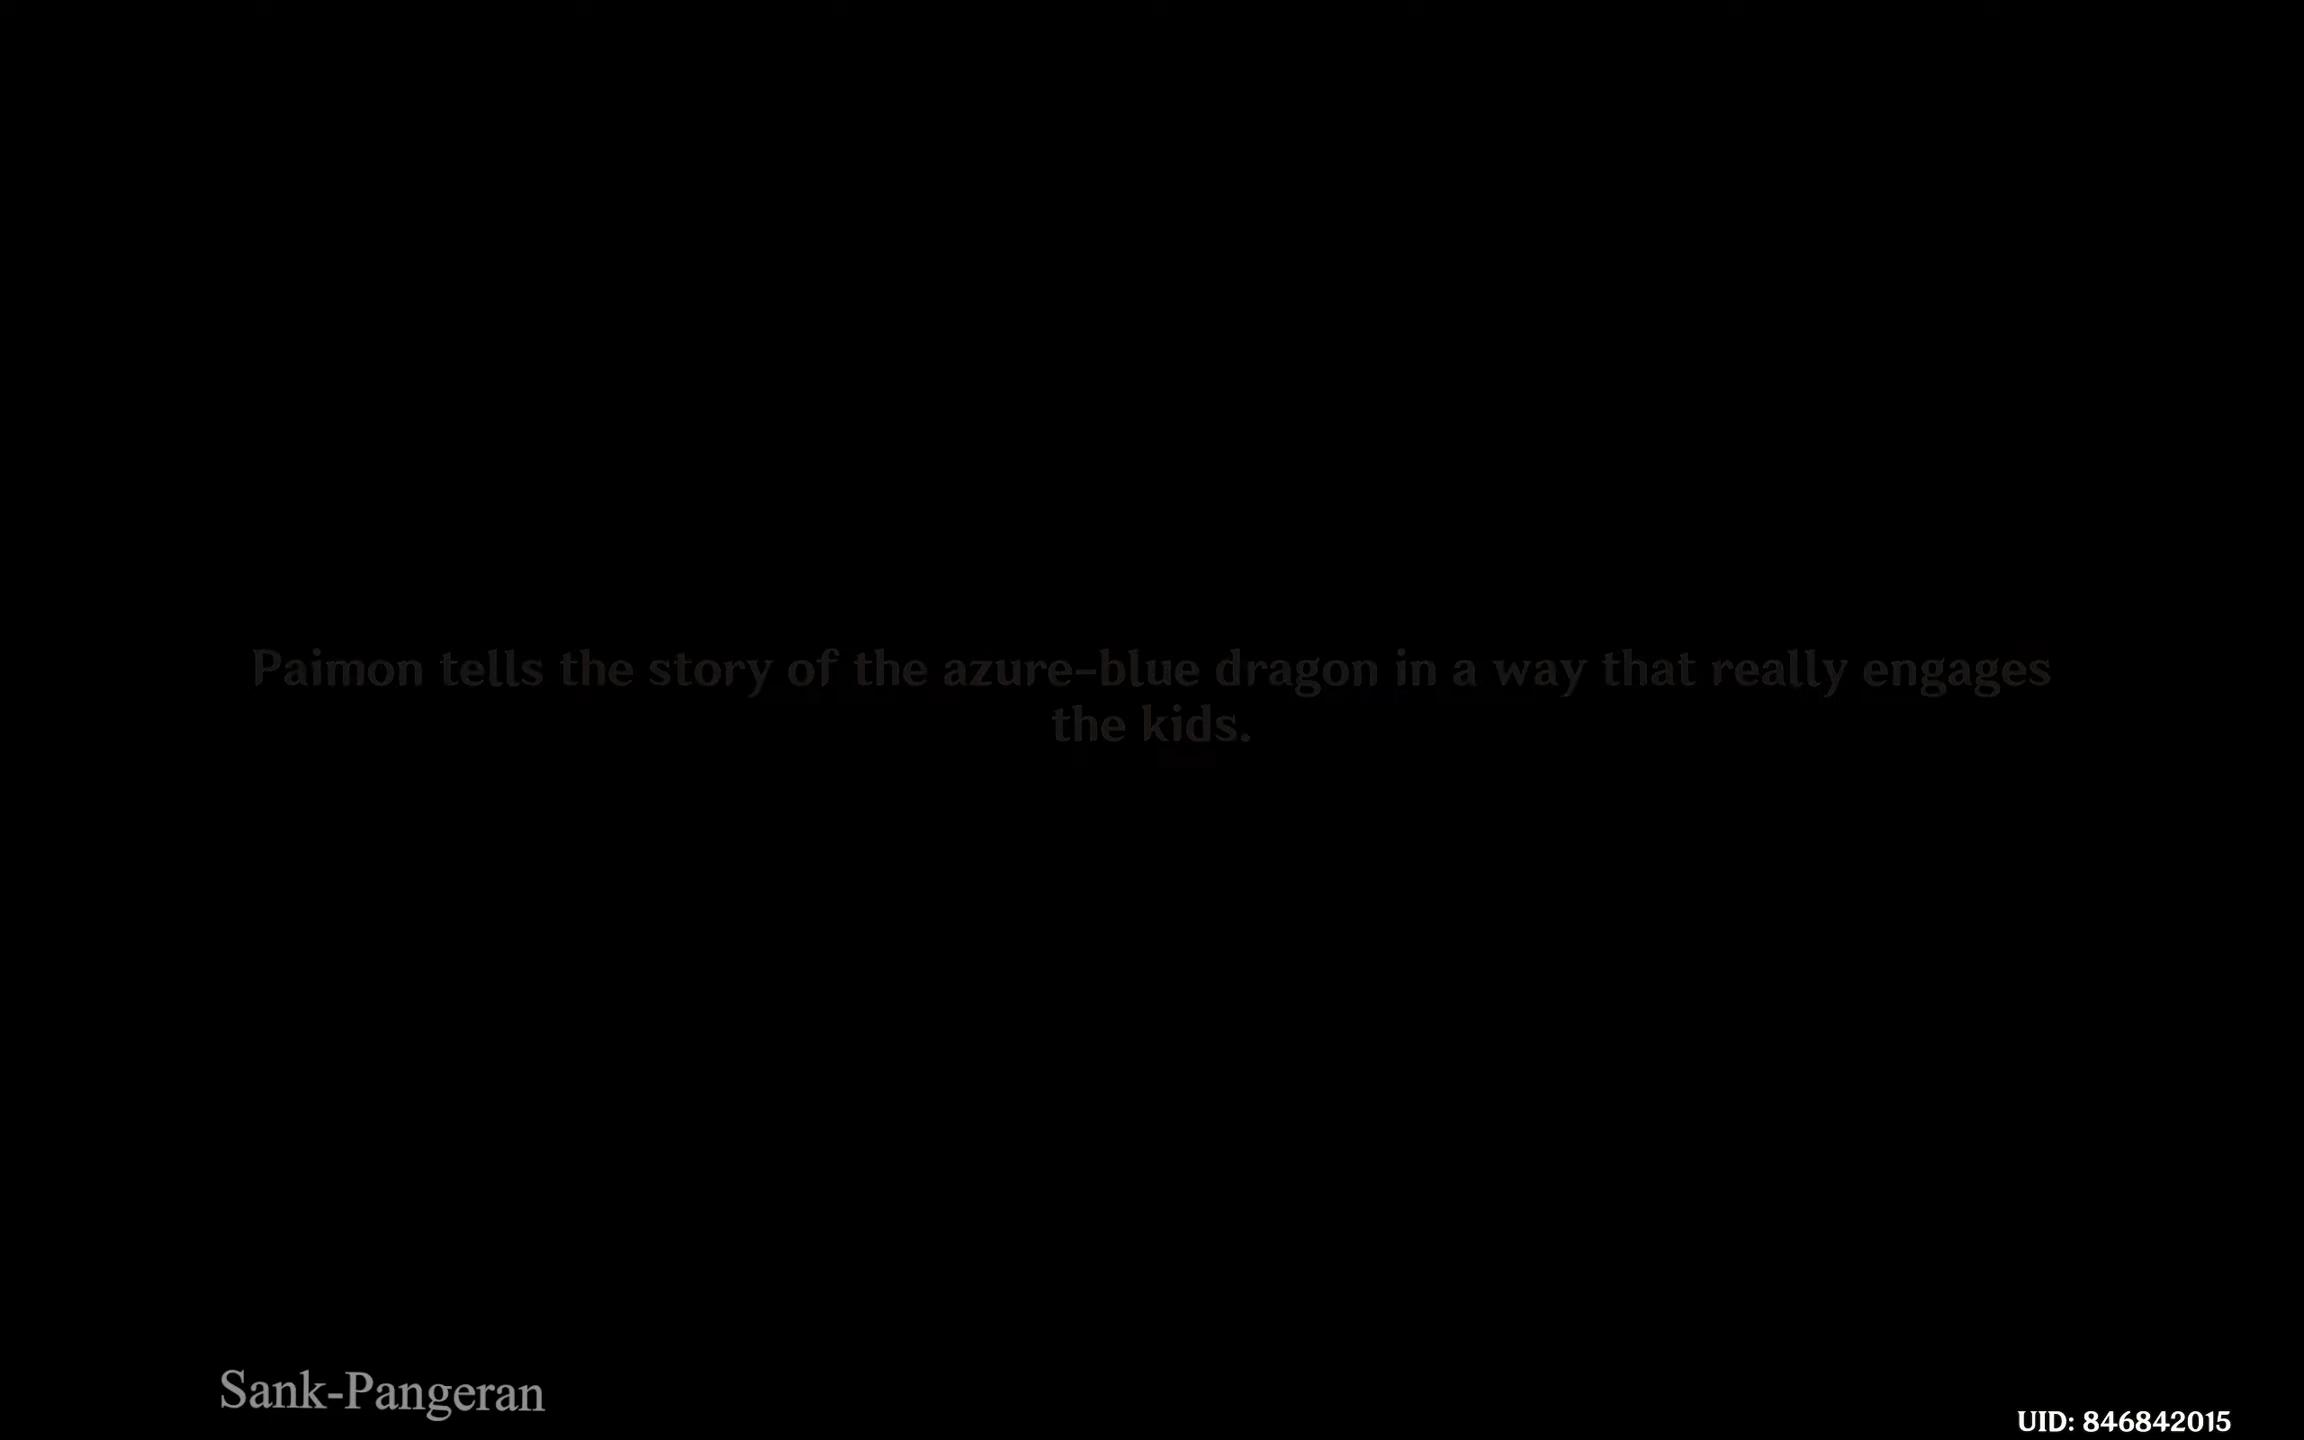 Paimon tells the story of the azure-blue dragon in a way that really engages
the kids.
Sank-Pangeran
UID: 846842015